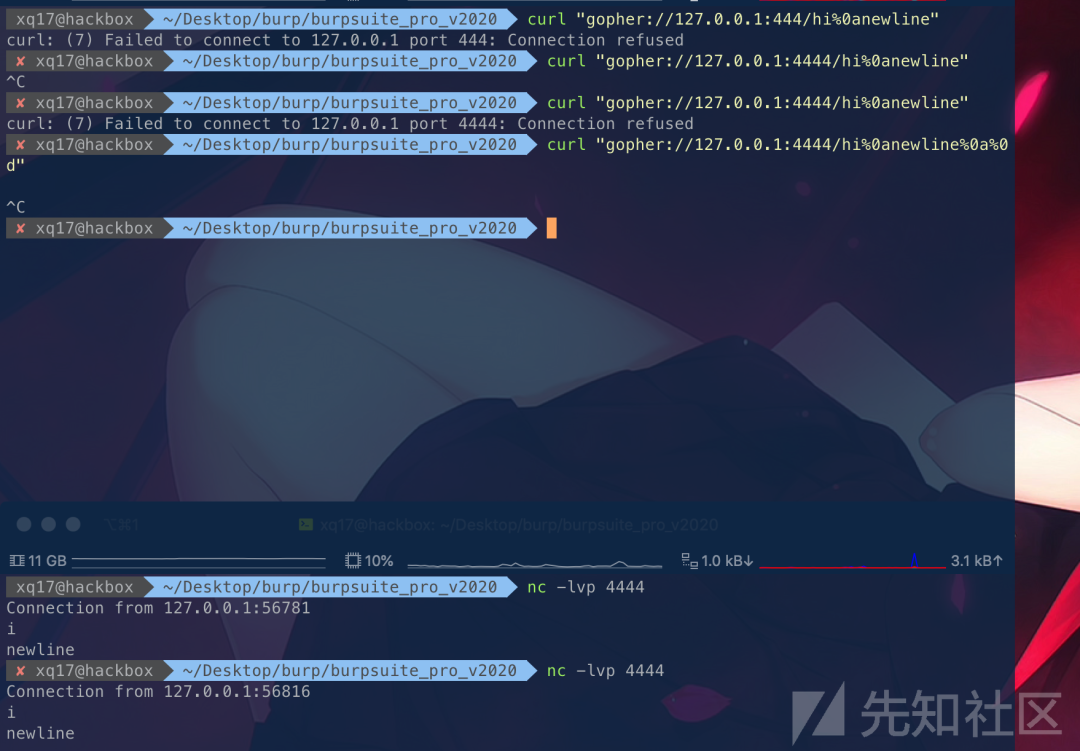 xq17@hackbox ~/Desktop/burp/burpsuite_pro_v2020 curl "gopher://127.0.0.1:444/hi%0anewline"
curl: (7) Failed to connect to 127.0.0.1 port 444: Connection refused
✘ xq17@hackbox ~/Desktop/burp/burpsuite_pro_v2020 curl "gopher://127.0.0.1:4444/hi%0anewline"
^C
✘ xq17@hackbox ~/Desktop/burp/burpsuite_pro_v2020 curl "gopher://127.0.0.1:4444/hi%0anewline"
curl: (7) Failed to connect to 127.0.0.1 port 4444: Connection refused
✘ xq17@hackbox ~/Desktop/burp/burpsuite_pro_v2020 curl "gopher://127.0.0.1:4444/hi%0anewline%0a%0
d"
^C
✘ xq17@hackbox ~/Desktop/burp/burpsuite_pro_v2020
⌥⌘1 xq17@hackbox: ~/Desktop/burp/burpsuite_pro_v2020
11 GB 10% 1.0 kB↓ 3.1 kB↑
xq17@hackbox ~/Desktop/burp/burpsuite_pro_v2020 nc -lvp 4444
Connection from 127.0.0.1:56781
i
newline
✘ xq17@hackbox ~/Desktop/burp/burpsuite_pro_v2020 nc -lvp 4444
Connection from 127.0.0.1:56816
i
newline
先知社区